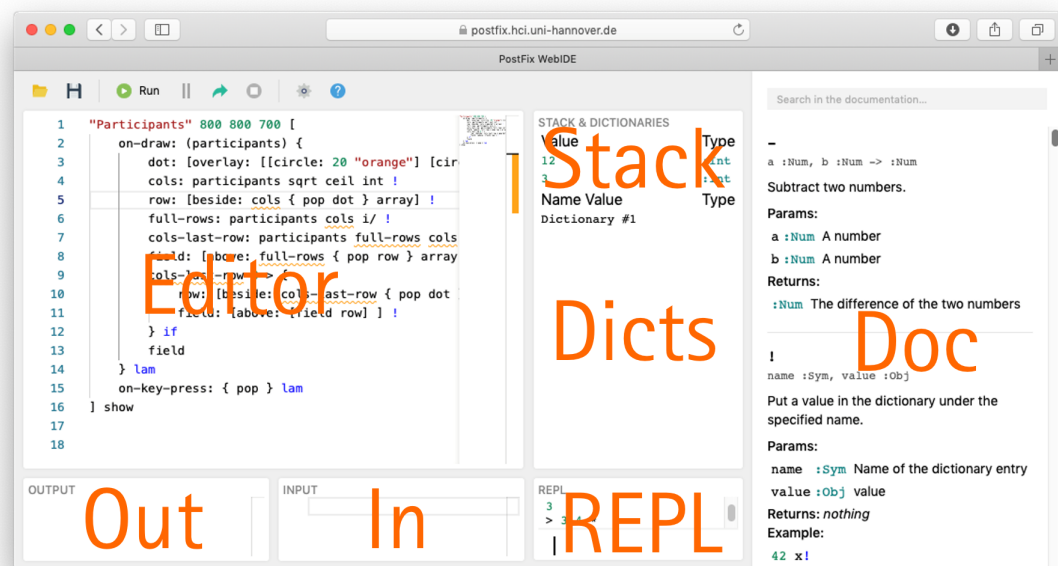 postfix.hci.uni-hannover.de
PostFix WebIDE
Run
Search in the documentation...
1 "Participants" 800 800 700 [
2 on-draw: (participants) {
3 dot: [overlay: [[circle: 20 "orange"] [cir
4 cols: participants sqrt ceil int !
5 row: [beside: cols { pop dot } array] !
6 full-rows: participants cols i/ !
7 cols-last-row: participants full-rows cols
8 field: [above: full-rows { pop row } array
9 cols-last-row > {
10 row: [beside: cols-last-row { pop dot
11 field: [above: [field row] ] !
12 } if
13 field
14 } lam
15 on-key-press: { pop } lam
16 ] show
17
18
Editor
STACK & DICTIONARIES
Value Type
12 :Int
3 :Int
Name Value Type
Dictionary #1
Stack
Dicts
-
a :Num, b :Num -> :Num
Subtract two numbers.
Params:
a :Num A number
b :Num A number
Returns:
:Num The difference of the two numbers
Doc
!
name :Sym, value :Obj
Put a value in the dictionary under the
specified name.
Params:
name :Sym Name of the dictionary entry
value :Obj value
Returns: nothing
Example:
42 x!
OUTPUT
Out
INPUT
In
REPL
3
> 3 4
REPL